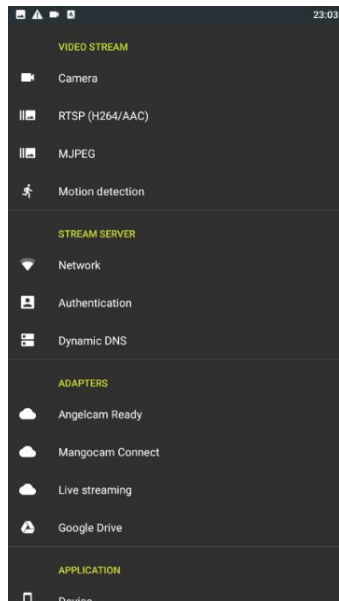 23:03
VIDEO STREAM
Camera
RTSP (H264/AAC)
MJPEG
Motion detection
STREAM SERVER
Network
Authentication
Dynamic DNS
ADAPTERS
Angelcam Ready
Mangocam Connect
Live streaming
Google Drive
APPLICATION
Device